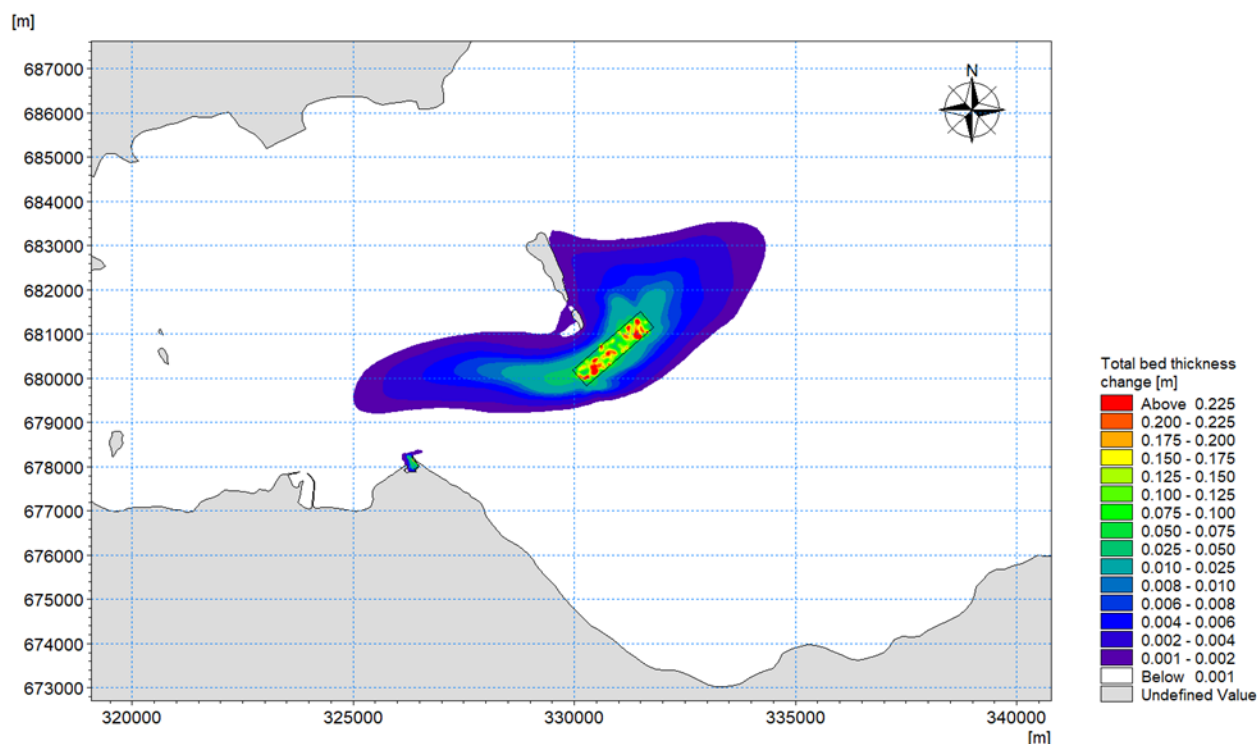 [m]
N
687000
686000
685000
684000
683000
682000
681000
680000
679000
678000
677000
676000
675000
674000
673000
320000 325000 330000 335000 340000
[m]
Total bed thickness
change [m]
Above 0.225
0.200 - 0.225
0.175 - 0.200
0.150 - 0.175
0.125 - 0.150
0.100 - 0.125
0.075 - 0.100
0.050 - 0.075
0.025 - 0.050
0.010 - 0.025
0.008 - 0.010
0.006 - 0.008
0.004 - 0.006
0.002 - 0.004
0.001 - 0.002
Below 0.001
Undefined Value